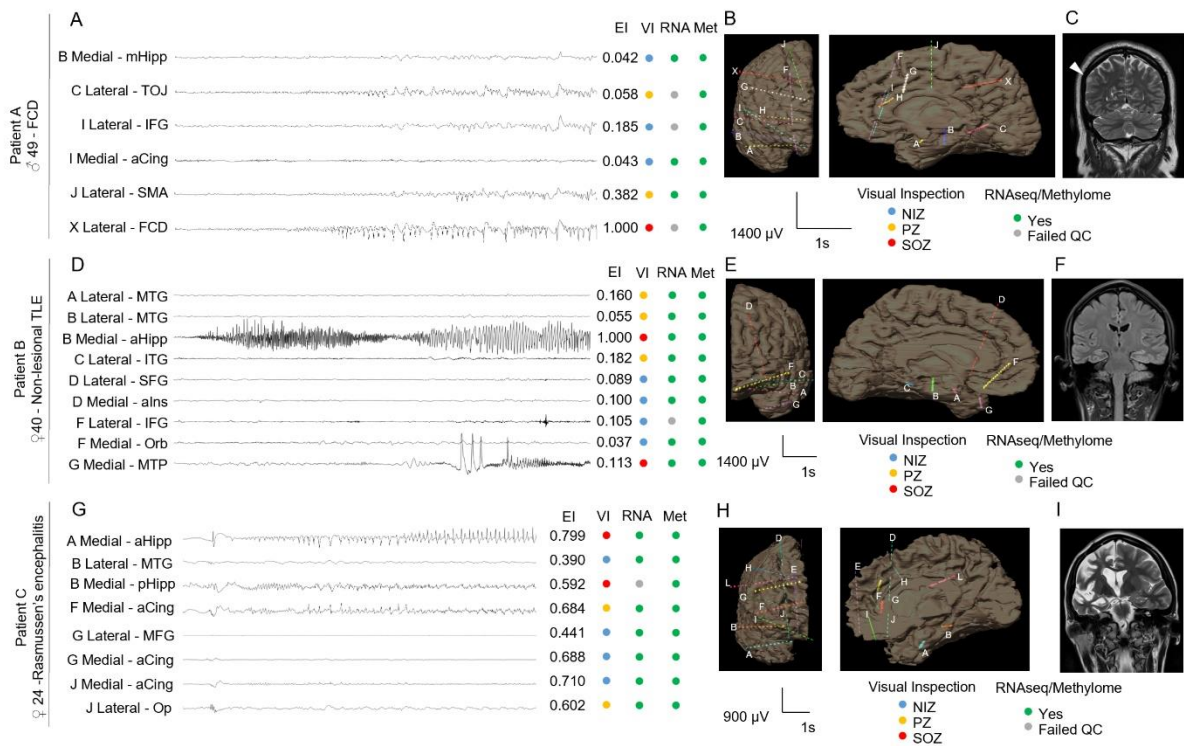 Patient A
♂ 49 - FCD
A
EI VI RNA Met
B Medial - mHipp 0.042
C Lateral - TOJ 0.058
I Lateral - IFG 0.185
I Medial - aCing 0.043
J Lateral - SMA 0.382
X Lateral - FCD 1.000
B
J
F
X
G
I
H
C
B
A
F
J
G
I
H
X
A
B
C
C
1400 µV
1s
Visual Inspection
NIZ
PZ
SOZ
RNAseq/Methylome
Yes
Failed QC
Patient B
♀40 - Non-lesional TLE
D
EI VI RNA Met
A Lateral - MTG 0.160
B Lateral - MTG 0.055
B Medial - aHipp 1.000
C Lateral - ITG 0.182
D Lateral - SFG 0.089
D Medial - aIns 0.100
F Lateral - IFG 0.105
F Medial - Orb 0.037
G Medial - MTP 0.113
E
D
F
C
B
A
G
D
F
C
B
A
G
F
1400 µV
1s
Visual Inspection
NIZ
PZ
SOZ
RNAseq/Methylome
Yes
Failed QC
Patient C
♀ 24 -Rasmussen's encephalitis
G
EI VI RNA Met
A Medial - aHipp 0.799
B Lateral - MTG 0.390
B Medial - pHipp 0.592
F Medial - aCing 0.684
G Lateral - MFG 0.441
G Medial - aCing 0.688
J Medial - aCing 0.710
J Lateral - Op 0.602
H
D
H
E
L
G
F
I
J
B
A
D
E
H
L
F
G
I
J
B
A
I
900 µV
1s
Visual Inspection
NIZ
PZ
SOZ
RNAseq/Methylome
Yes
Failed QC